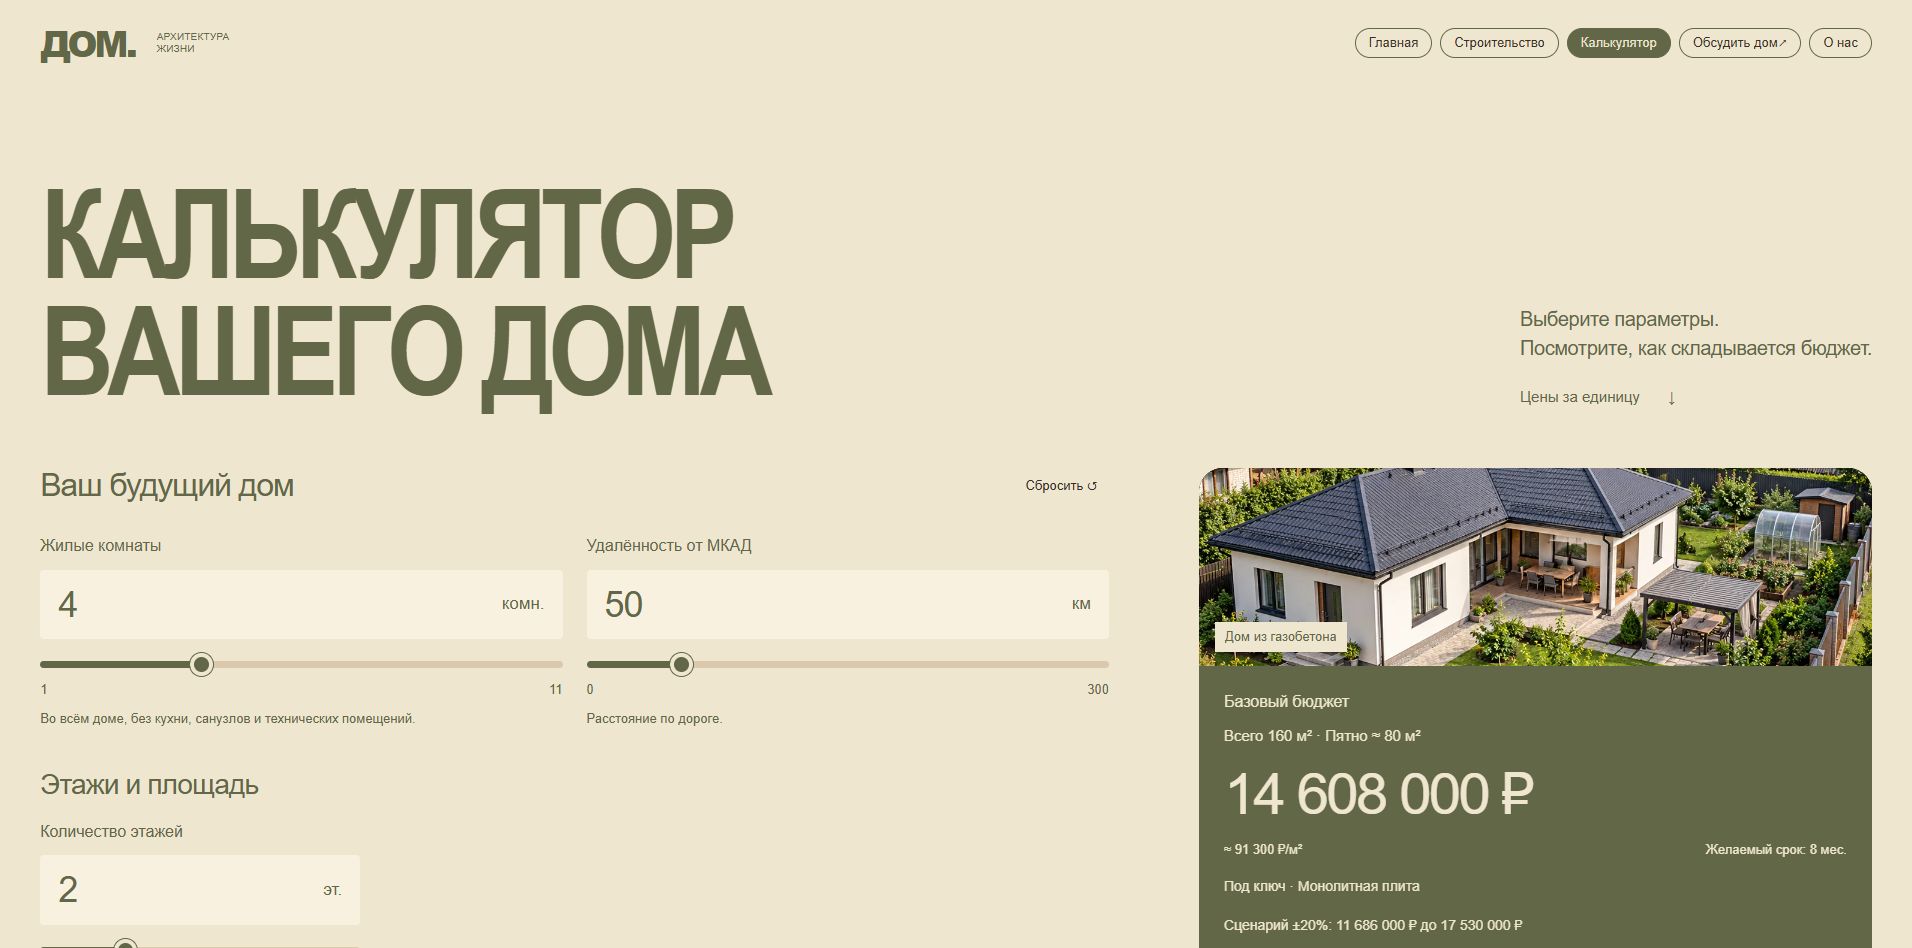 ДОМ.
АРХИТЕКТУРА
ЖИЗНИ
Главная
Строительство
Калькулятор
Обсудить дом↗
О нас
КАЛЬКУЛЯТОР
ВАШЕГО ДОМА
Выберите параметры.
Посмотрите, как складывается бюджет.
Цены за единицу ↓
Ваш будущий дом
Сбросить ↺
Жилые комнаты
4 комн.
1 11
Во всём доме, без кухни, санузлов и технических помещений.
Удалённость от МКАД
50 км
0 300
Расстояние по дороге.
Этажи и площадь
Количество этажей
2 эт.
Дом из газобетона
Базовый бюджет
Всего 160 м² · Пятно ≈ 80 м²
14 608 000 ₽
≈ 91 300 ₽/м²
Желаемый срок: 8 мес.
Под ключ · Монолитная плита
Сценарий ±20%: 11 686 000 ₽ до 17 530 000 ₽